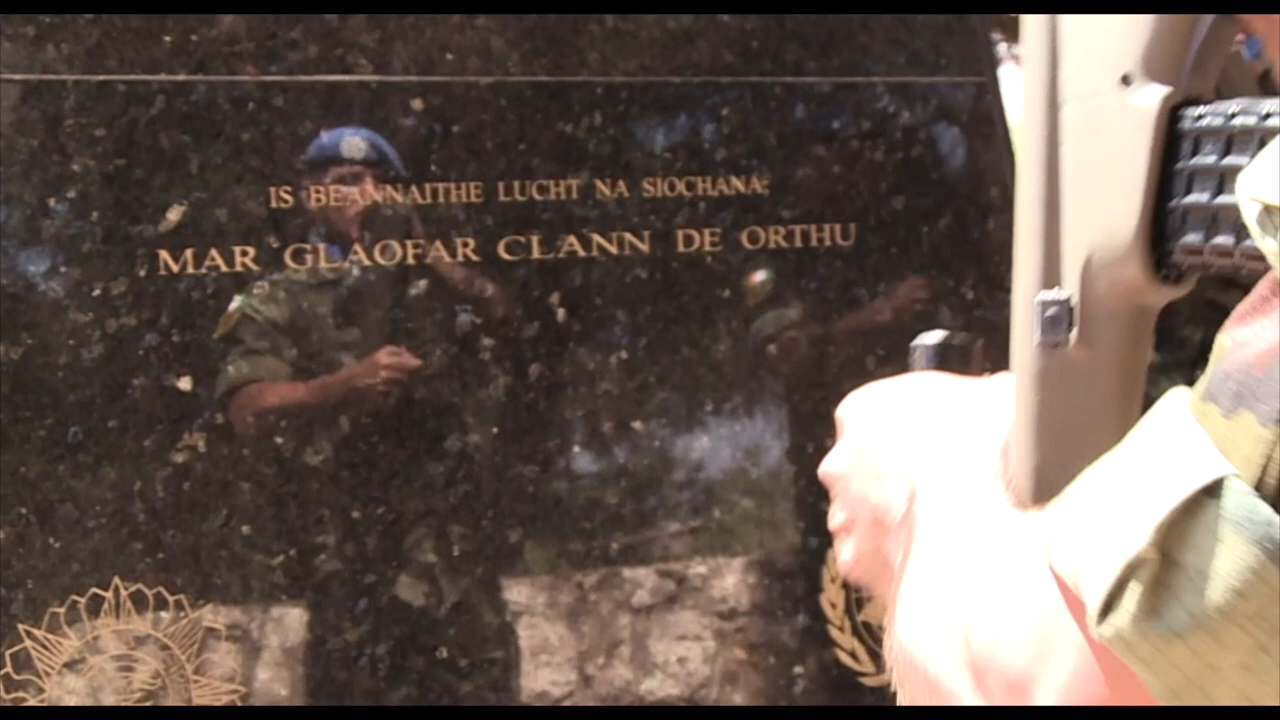 IS BEANNAITHE LUCHT NA SIOCHANA:
MAR GLAOFAR CLANN DE ORTHU